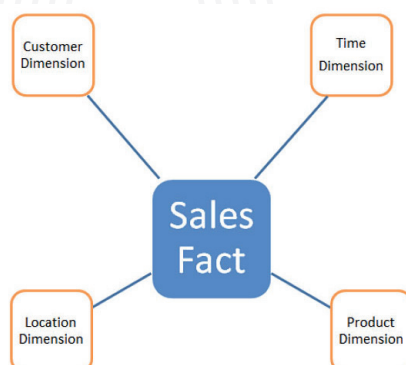 Customer
Dimension
Time
Dimension
Sales
Fact
Location
Dimension
Product
Dimension